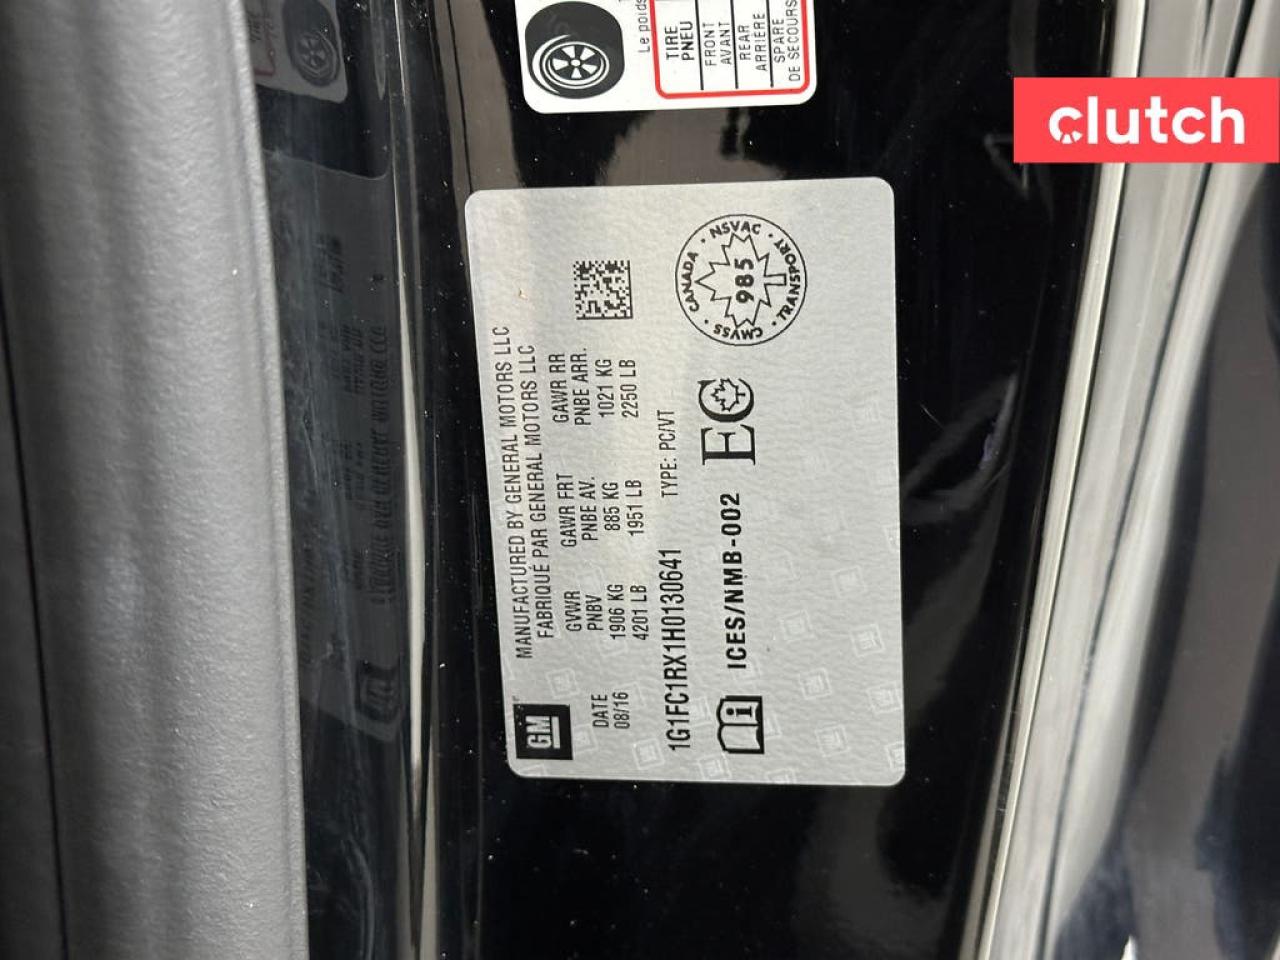 clutch
Le poids
TIRE
PNEU
FRONT
AVANT
REAR
ARRIÈRE
SPARE
DE SECOURS
MANUFACTURED BY GENERAL MOTORS LLC
FABRIQUÉ PAR GENERAL MOTORS LLC
GM
DATE GVWR GAWR FRT GAWR RR
08/16 PNBV PNBE AV. PNBE ARR.
1906 KG 885 KG 1021 KG
4201 LB 1951 LB 2250 LB
1G1FC1RX1H0130641 TYPE: PC/VT
i ICES/NMB-002 EC
CANADA · NSVAC · TRANSPORT · CMVSS ·
985